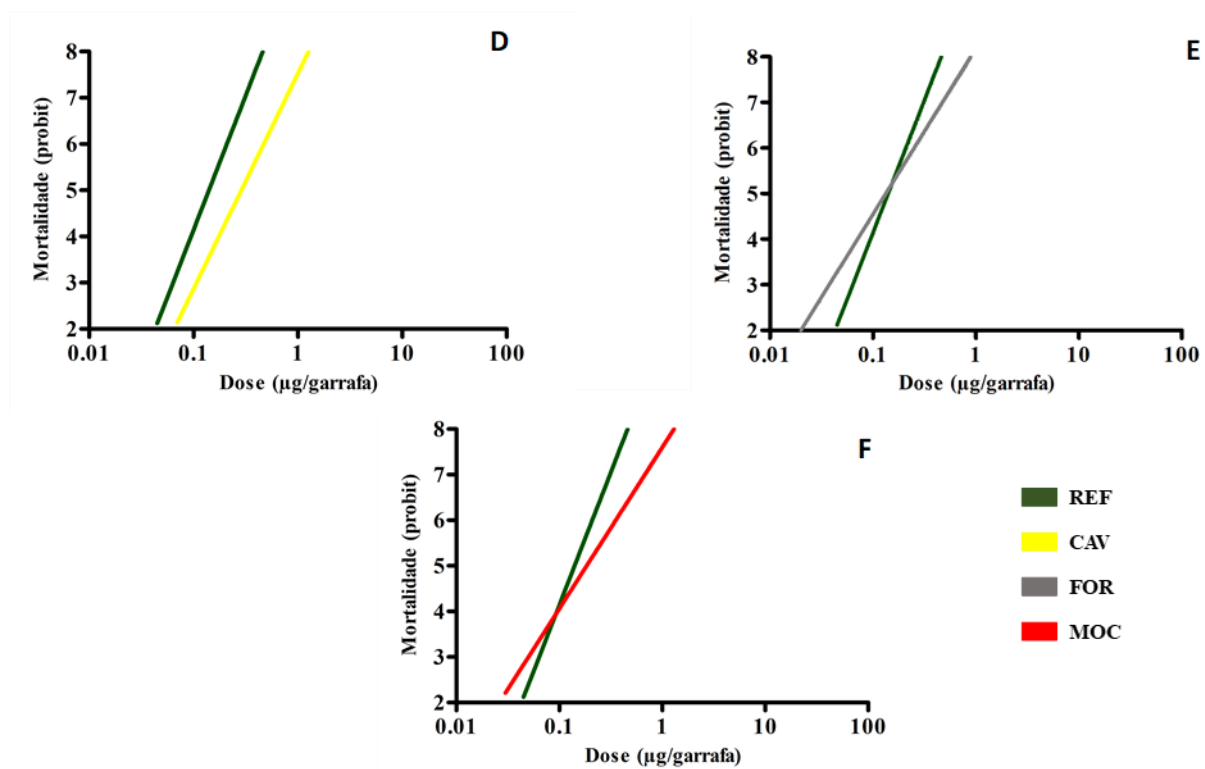 D
8
7
6
5
4
3
2
Mortalidade (probit)
0.01 0.1 1 10 100
Dose (µg/garrafa)
E
8
7
6
5
4
3
2
Mortalidade (probit)
0.01 0.1 1 10 100
Dose (µg/garrafa)
F
8
7
6
5
4
3
2
Mortalidade (probit)
0.01 0.1 1 10 100
Dose (µg/garrafa)
REF
CAV
FOR
MOC